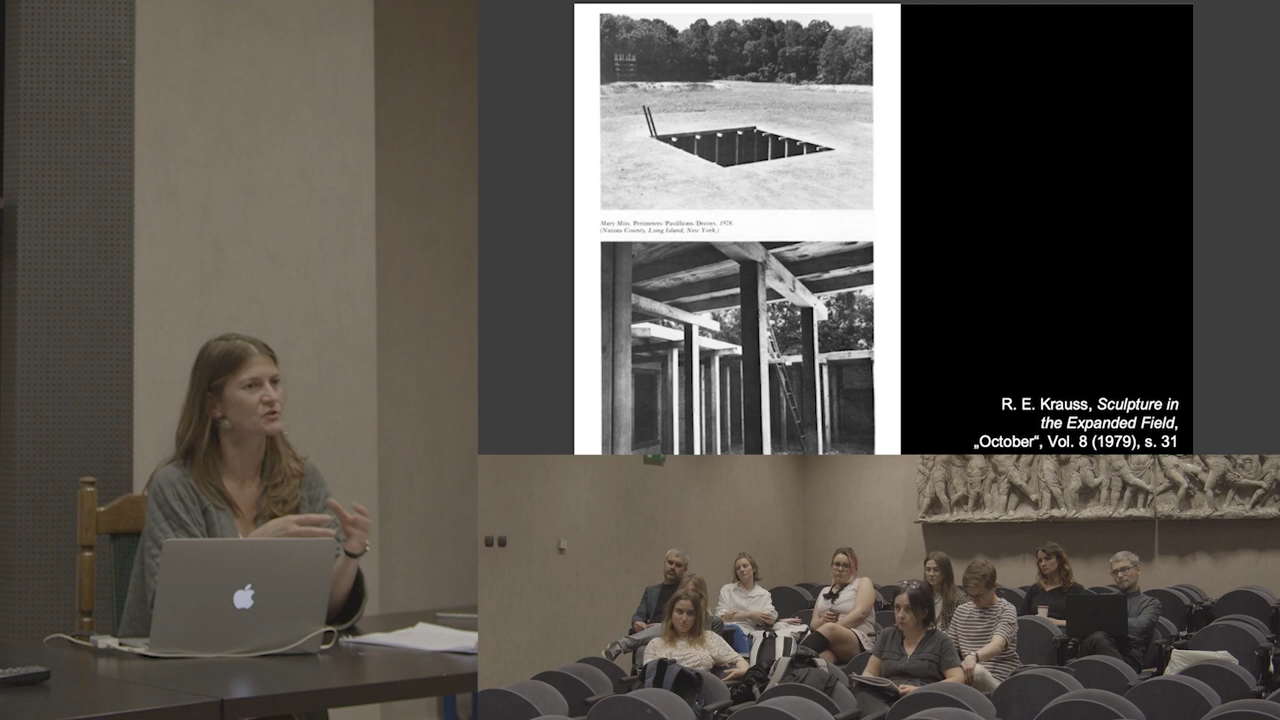 Mary Miss. Perimeters/Pavillions/Decoys. 1978.
(Nassau County, Long Island, New York.)
R. E. Krauss, Sculpture in
the Expanded Field,
„October“, Vol. 8 (1979), s. 31